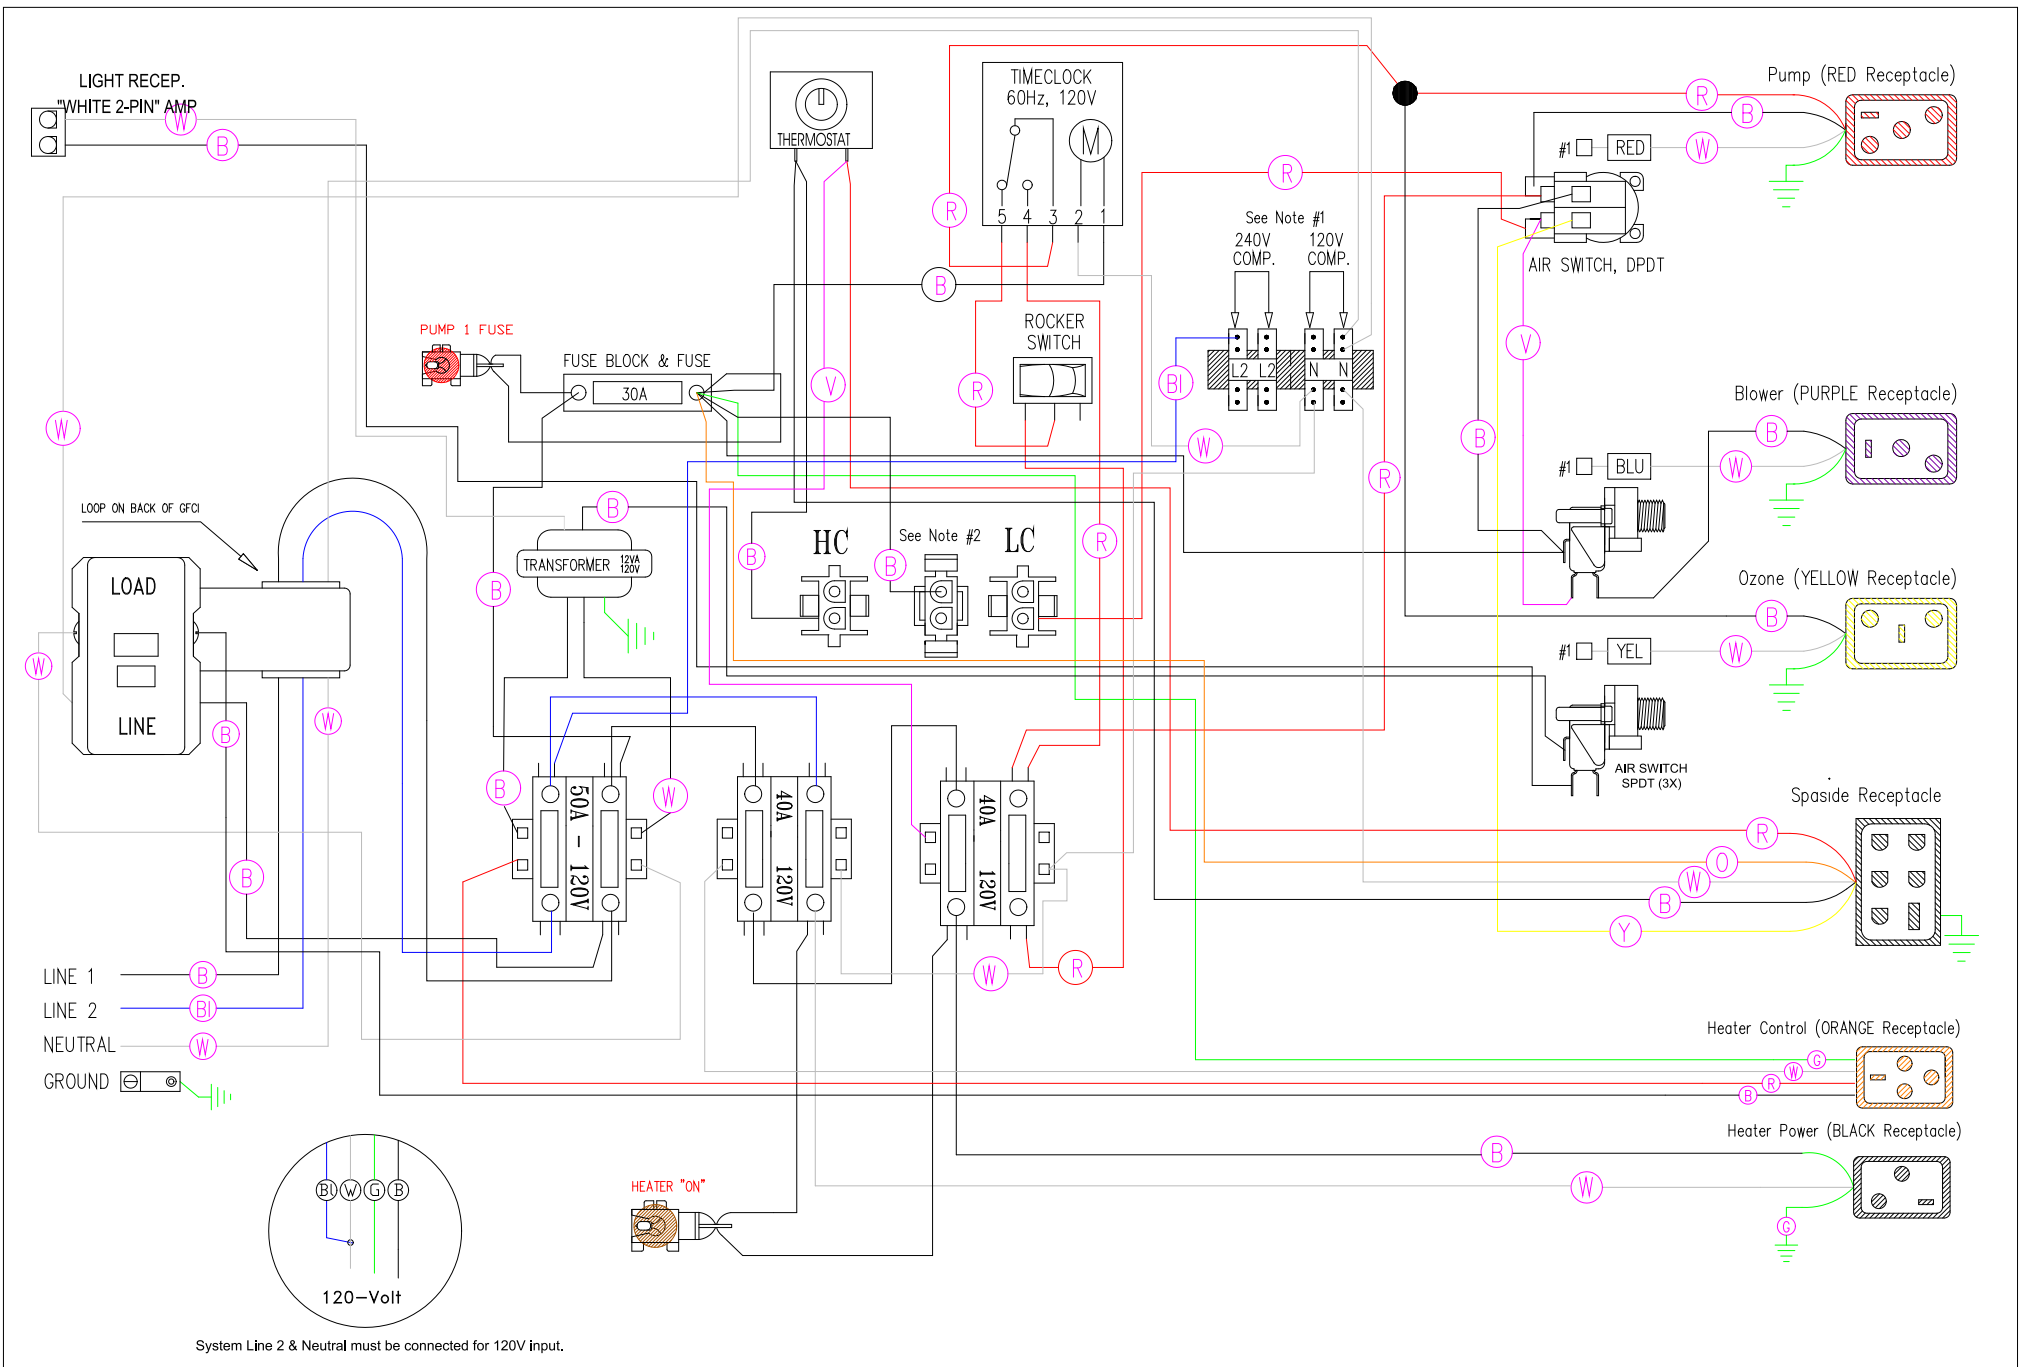 LIGHT RECEP.
"WHITE 2-PIN" AMP
W
B
THERMOSTAT
TIMECLOCK
60Hz, 120V
M
5 4 3 2 1
R
B
Pump (RED Receptacle)
R
B
#1 RED W
R
See Note #1
240V
COMP.
120V
COMP.
L2 L2 N N
AIR SWITCH, DPDT
PUMP 1 FUSE
FUSE BLOCK & FUSE
30A
V
ROCKER
SWITCH
R
BI
W
V
B
R
Blower (PURPLE Receptacle)
B
#1 BLU W
W
LOOP ON BACK OF GFCI
LOAD
LINE
W
B
W
B
B
B
TRANSFORMER
12VA
120V
B
HC
See Note #2
B
LC
R
Ozone (YELLOW Receptacle)
B
#1 YEL W
AIR SWITCH
SPDT (3X)
B
W
50A - 120V
40A 120V
40A 120V
W
R
Spaside Receptacle
R
O
W
B
Y
LINE 1 B
LINE 2 BI
NEUTRAL W
GROUND
Heater Control (ORANGE Receptacle)
G
W
R
B
Heater Power (BLACK Receptacle)
B
W
G
HEATER "ON"
BL W G B
120-Volt
System Line 2 & Neutral must be connected for 120V input.